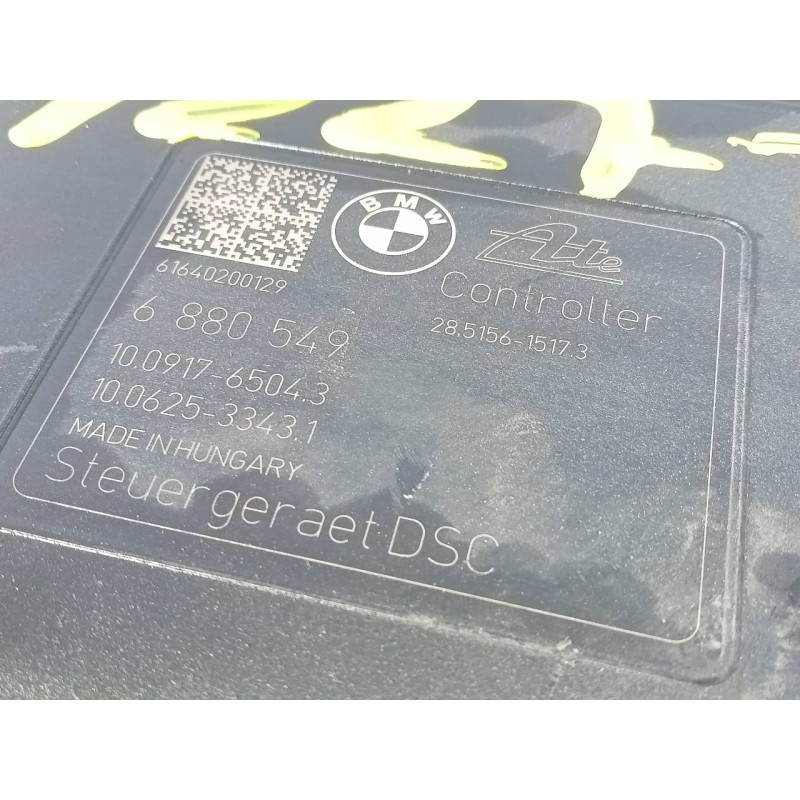 BMW
Ate
61640200129
Controller
6 880 549
28.5156-1517.3
10.0917-6504.3
10.0625-3343.1
MADE IN HUNGARY
Steuergeraet DSC